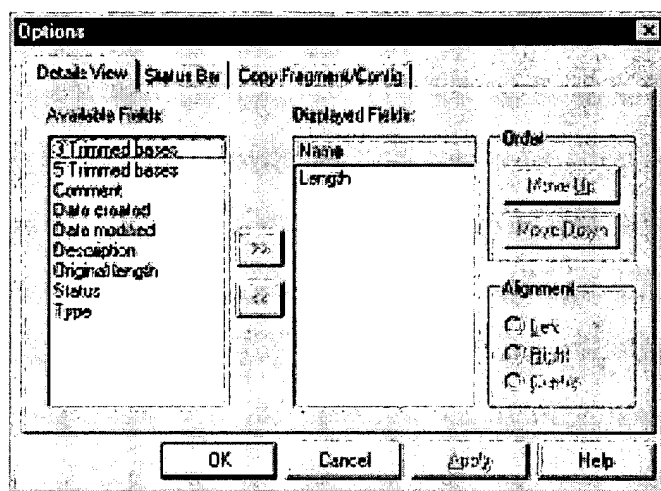 Options
Details View
Status Bar
Copy Fragment/Contig
Available Fields:
3' Trimmed bases
5' Trimmed bases
Comment
Date created
Date modified
Description
Original length
Status
Type
>>
<<
Displayed Fields:
Name
Length
Order
Move Up
Move Down
Alignment
Left
Right
Center
OK
Cancel
Apply
Help